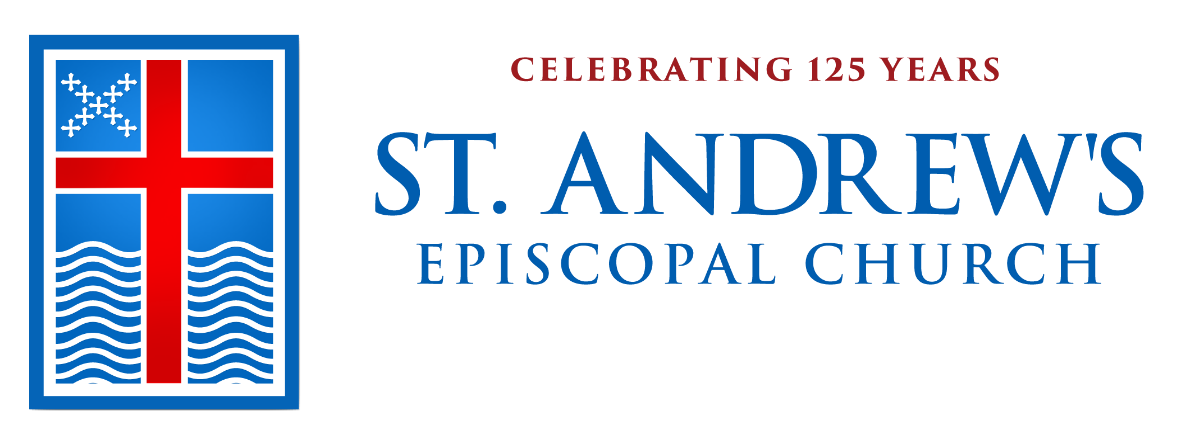 CELEBRATING 125 YEARS
ST. ANDREW'S
EPISCOPAL CHURCH